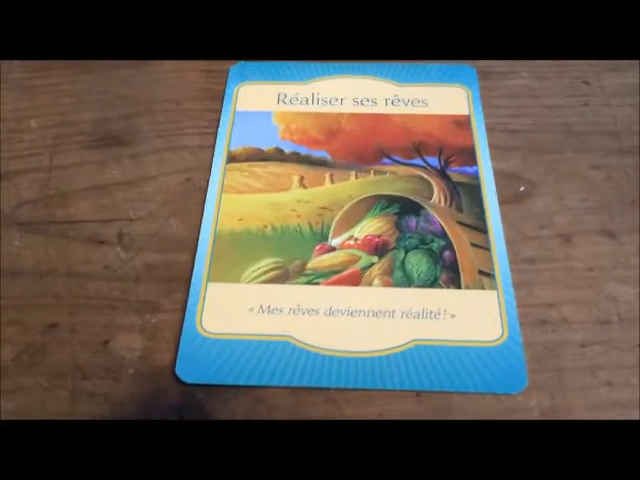 Réaliser ses rêves
« Mes rêves deviennent réalité! »